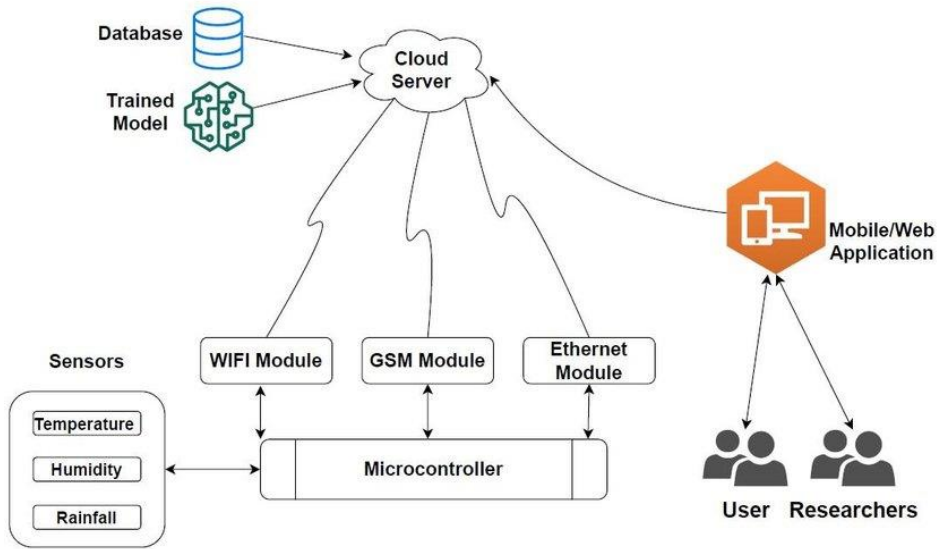 Database
Cloud
Server
Trained
Model
Mobile/Web
Application
WIFI Module
GSM Module
Ethernet
Module
Sensors
Temperature
Humidity
Rainfall
Microcontroller
User
Researchers